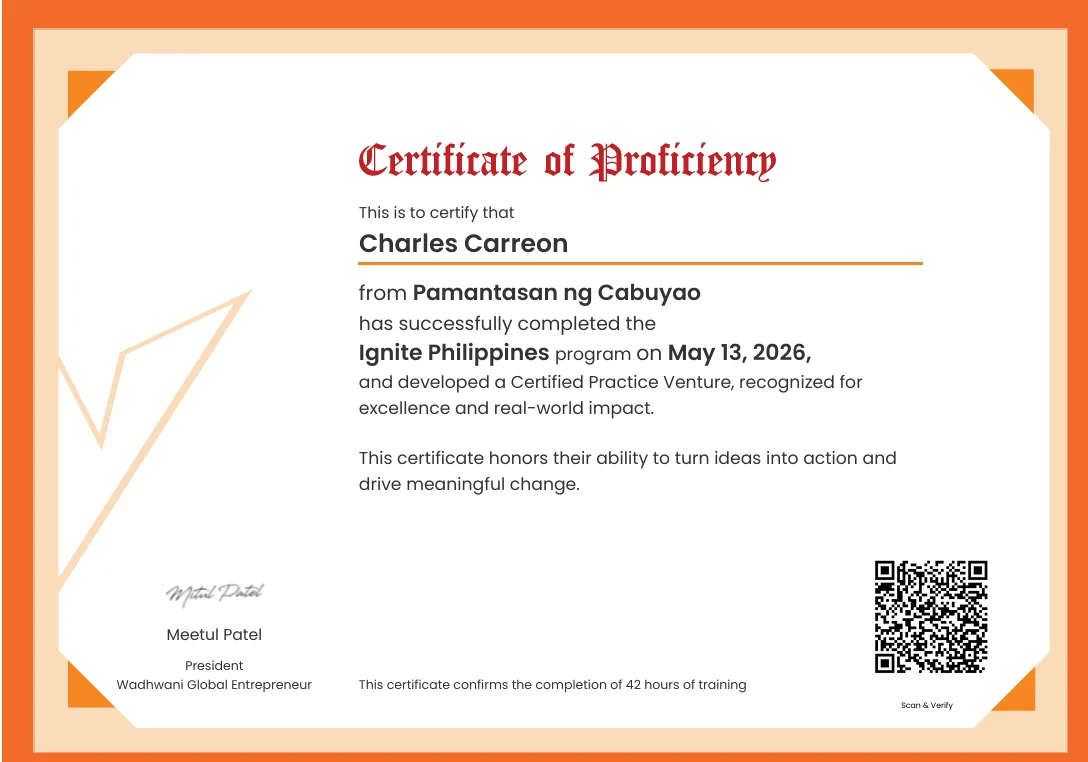 Certificate of Proficiency
This is to certify that
Charles Carreon
from Pamantasan ng Cabuyao
has successfully completed the
Ignite Philippines program on May 13, 2026,
and developed a Certified Practice Venture, recognized for
excellence and real-world impact.
This certificate honors their ability to turn ideas into action and
drive meaningful change.
Mitul Patel
Meetul Patel
President
Wadhwani Global Entrepreneur
This certificate confirms the completion of 42 hours of training
Scan & Verify